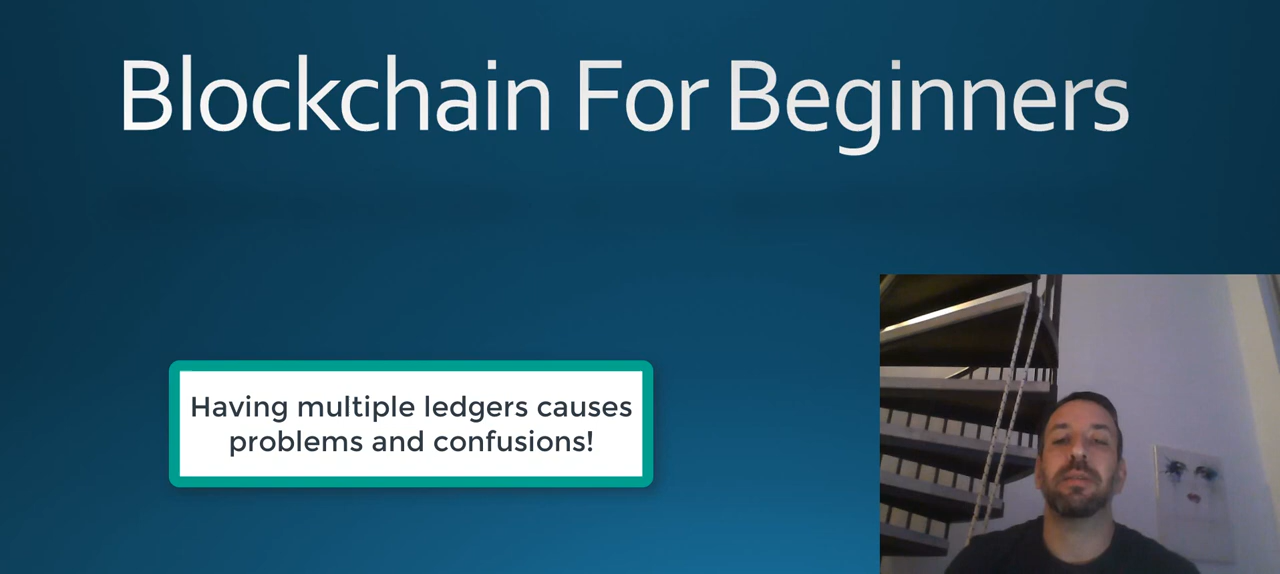 Blockchain For Beginners
Having multiple ledgers causes
problems and confusions!